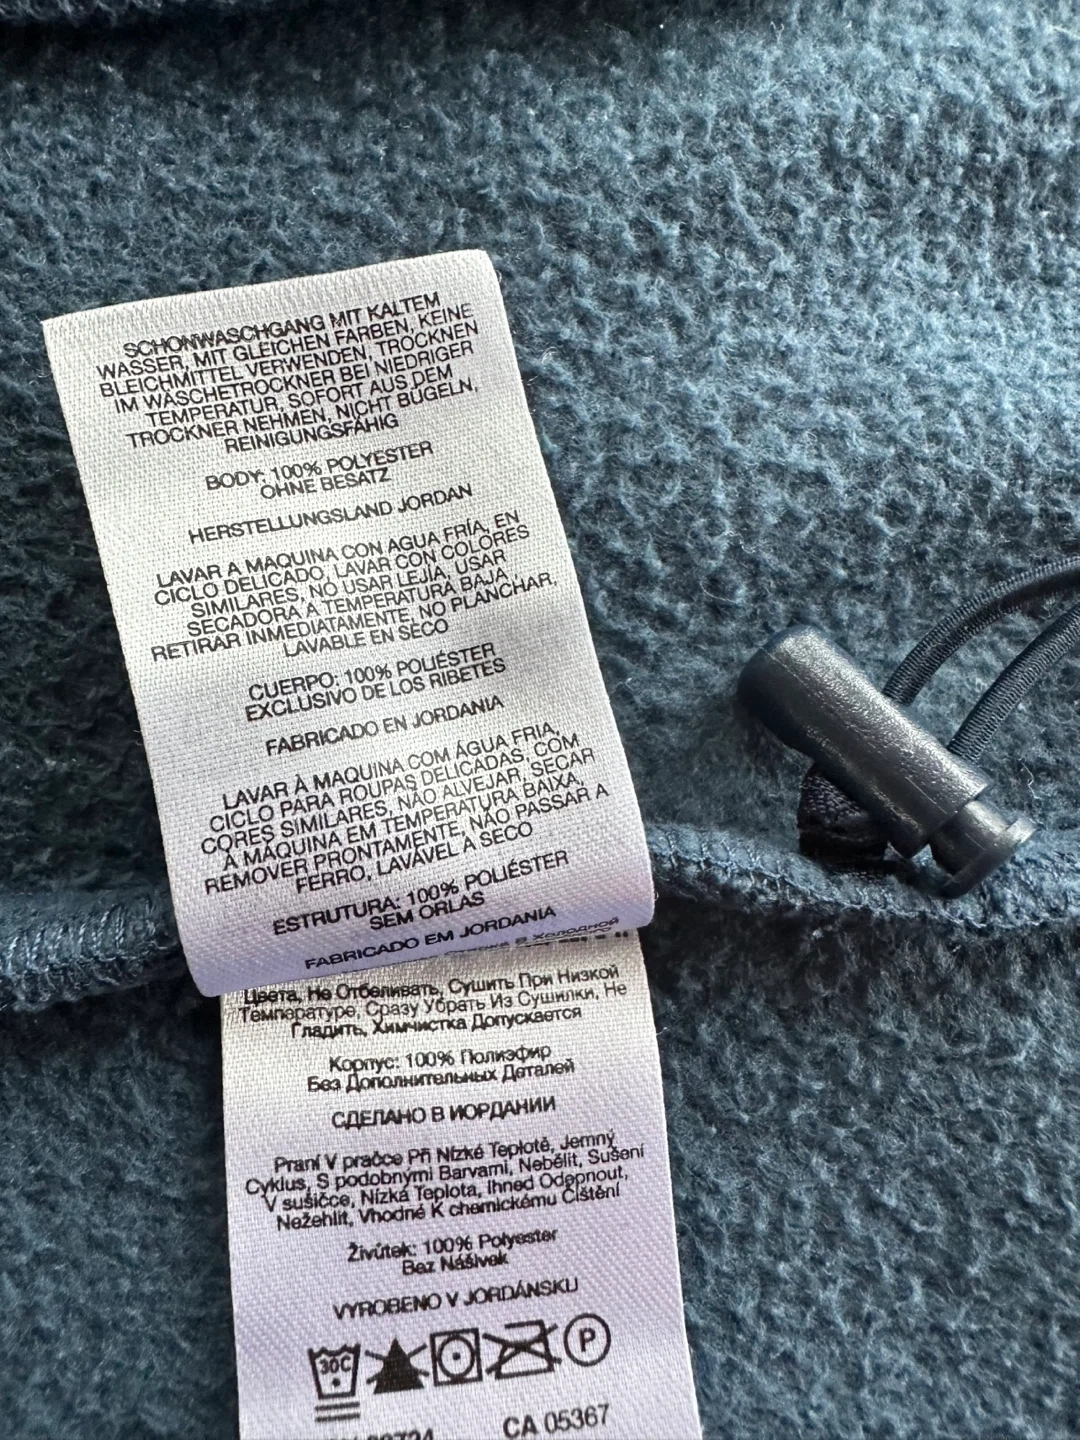 SCHONWASCHGANG MIT KALTEM
WASSER, MIT GLEICHEN FARBEN, KEINE
BLEICHMITTEL VERWENDEN, TROCKNEN
IM WASCHETROCKNER BEI NIEDRIGER
TEMPERATUR, SOFORT AUS DEM
TROCKNER NEHMEN, NICHT BÜGELN,
REINIGUNGSFÄHIG
BODY: 100% POLYESTER
OHNE BESATZ
HERSTELLUNGSLAND JORDAN
LAVAR A MAQUINA CON AGUA FRÍA, EN
CICLO DELICADO, LAVAR CON COLORES
SIMILARES, NO USAR LEJÍA, USAR
SECADORA A TEMPERATURA BAJA,
RETIRAR INMEDIATAMENTE, NO PLANCHAR,
LAVABLE EN SECO
CUERPO: 100% POLIÉSTER
EXCLUSIVO DE LOS RIBETES
FABRICADO EN JORDANIA
LAVAR À MAQUINA COM ÁGUA FRIA,
CICLO PARA ROUPAS DELICADAS, COM
CORES SIMILARES, NÃO ALVEJAR, SECAR
À MAQUINA EM TEMPERATURA BAIXA,
REMOVER PRONTAMENTE, NÃO PASSAR A
FERRO, LAVÁVEL A SECO
ESTRUTURA: 100% POLIÉSTER
SEM ORLAS
FABRICADO EM JORDANIA
В Холодной
Цвета, Не Отбеливать, Сушить При Низкой
Температуре, Сразу Убрать Из Сушилки, Не
Гладить, Химчистка Допускается
Корпус: 100% Полиэфир
Без Дополнительных Деталей
СДЕЛАНО В ИОРДАНИИ
Praní V pračce Při Nízké Teplotě, Jemný
Cyklus, S podobnými Barvami, Nebělit, Sušení
V sušičce, Nízká Teplota, Ihned Odepnout,
Nežehlit, Vhodné K chemickému Čištění
Živůtek: 100% Polyester
Bez Nášivek
VYROBENO V JORDÁNSKU
30C P
CA 05367